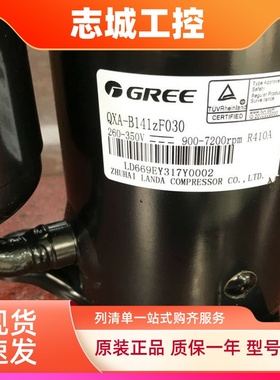 志城工控
GREE
TÜVRheinland
CERTIFIED
QXA-B141zF030
260-350V 900-7200rpm R410A
LD669EY317Y0002
ZHUHAI LANDA COMPRESSOR CO.,LTD.
现货
速发
列清单一站式购齐服务
原装正品 质保一年 型号